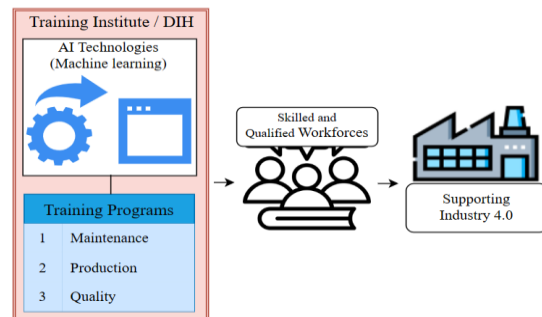 Training Institute / DIH
AI Technologies
(Machine learning)
Training Programs
1 Maintenance
2 Production
3 Quality
Skilled and
Qualified Workforces
Supporting
Industry 4.0